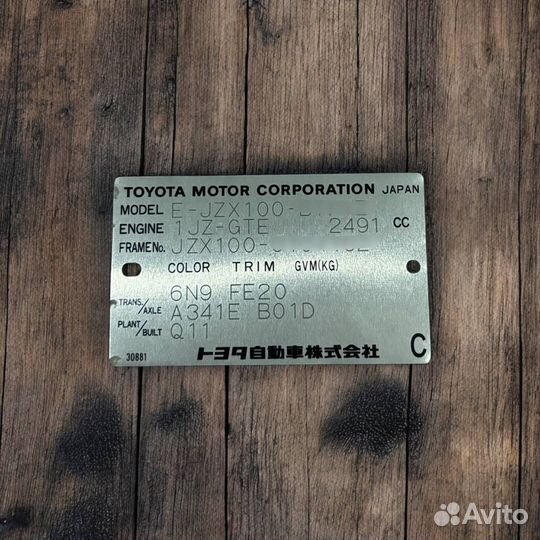 TOYOTA MOTOR CORPORATION JAPAN
MODEL E-JZX100-
ENGINE 1JZ-GTE 2491 CC
FRAME No. JZX100-
COLOR TRIM GVM(KG)
6N9 FE20
TRANS./AXLE A341E B01D
PLANT/BUILT Q11
30881 トヨタ自動車株式会社 C
Avito